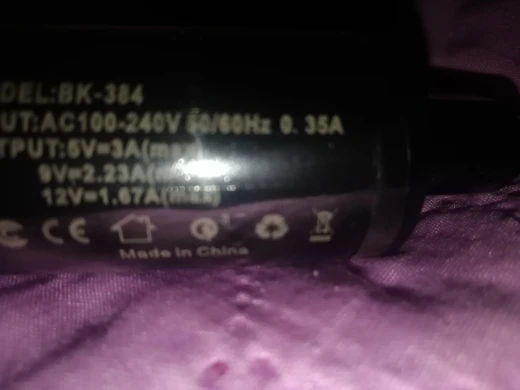 DEL:BK-384
UT:AC100-240V 50/60Hz 0. 35A
TPUT:5V=3A(max
9V=2.23A(
12V=1.67A(max)
CE
Made in China